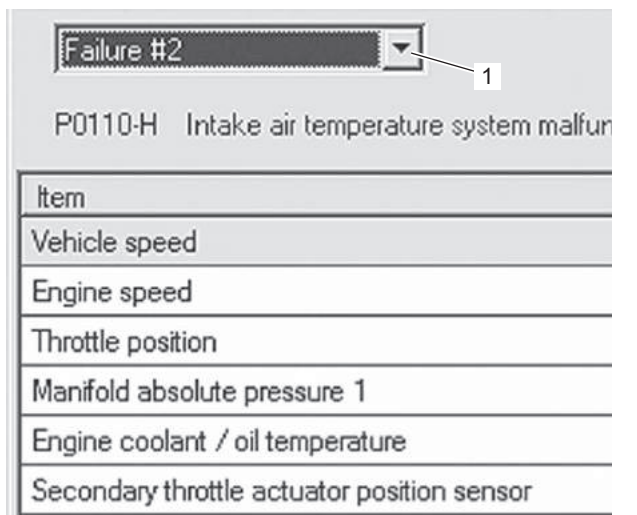 Failure #2
1
P0110-H Intake air temperature system malfun
Item
Vehicle speed
Engine speed
Throttle position
Manifold absolute pressure 1
Engine coolant / oil temperature
Secondary throttle actuator position sensor